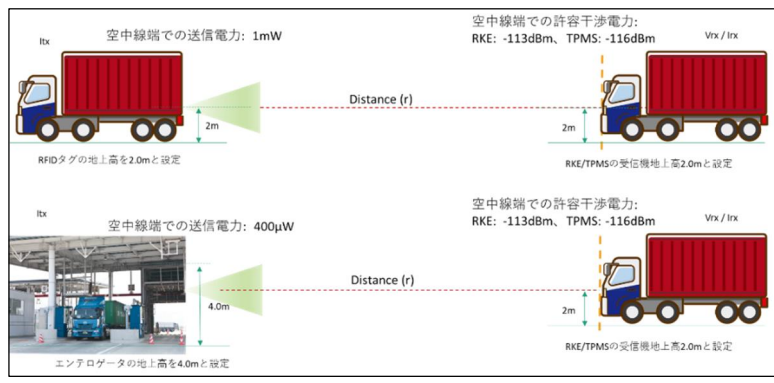 Itx
空中線端での送信電力: 1mW
空中線端での許容干渉電力:
RKE: -113dBm、TPMS: -116dBm
Vrx / Irx
Distance (r)
2m
2m
RFIDタグの地上高を2.0mと設定
RKE/TPMSの受信機地上高2.0mと設定
Itx
空中線端での送信電力: 400μW
空中線端での許容干渉電力:
RKE: -113dBm、TPMS: -116dBm
Vrx / Irx
Distance (r)
4.0m
2m
エンテロゲータの地上高を4.0mと設定
RKE/TPMSの受信機地上高2.0mと設定